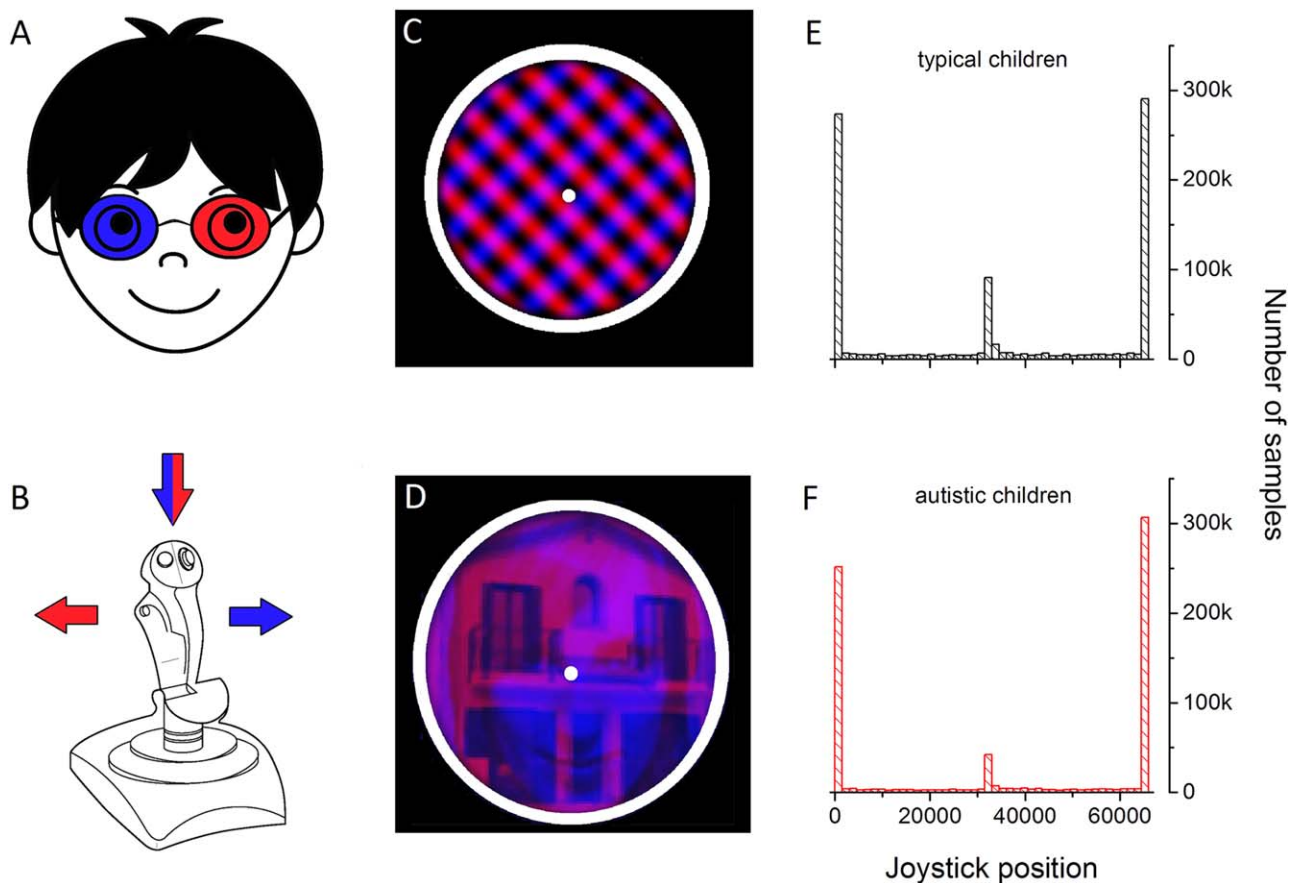 A
C
E
typical children
300k
200k
100k
0
Number of samples
B
D
F
autistic children
300k
200k
100k
0
0 20000 40000 60000
Joystick position